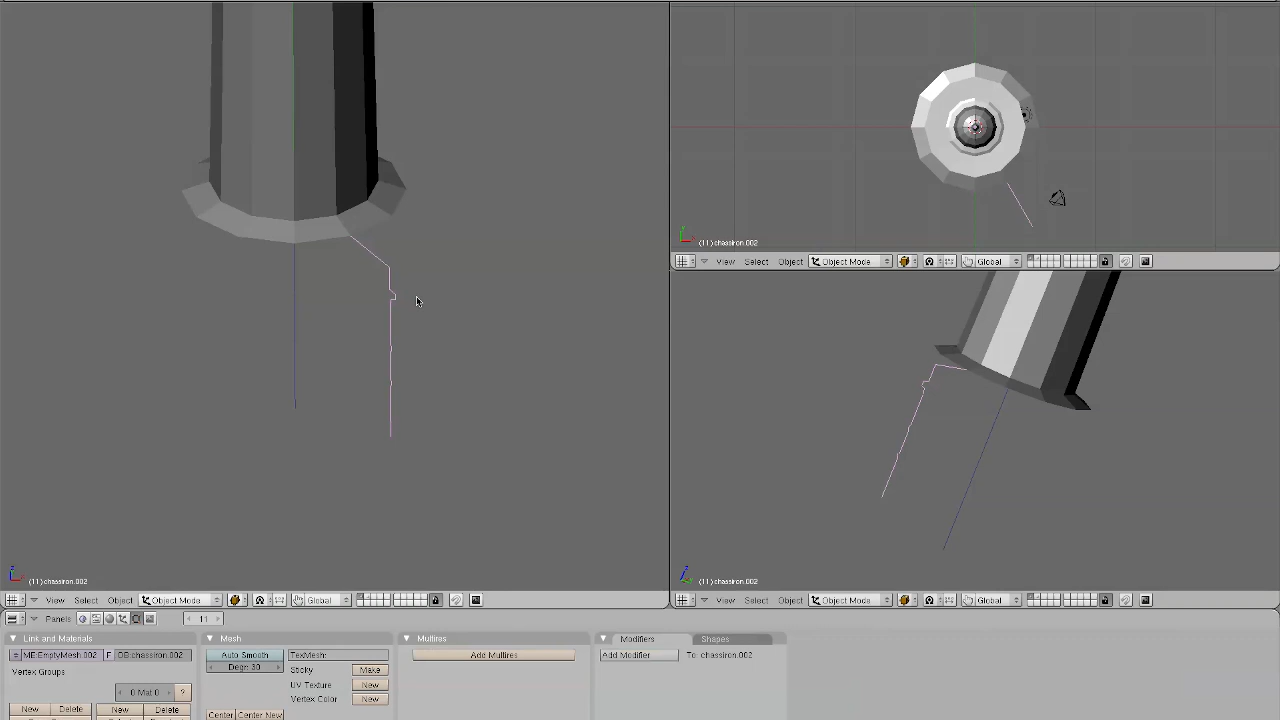 (11) chassiron.002
View Select Object Object Mode Global
(11) chassiron.002
(11) chassiron.002
View Select Object Object Mode Global
View Select Object Object Mode Global
Panels 11
Link and Materials
ME:EmptyMesh.002 F OB:chassiron.002
Vertex Groups
0 Mat 0 ?
New Delete New Delete
Mesh
Auto Smooth
Degr: 30
TexMesh:
Sticky Make
UV Texture New
Vertex Color New
Center Center New
Multires
Add Multires
Modifiers Shapes
Add Modifier To: chassiron.002